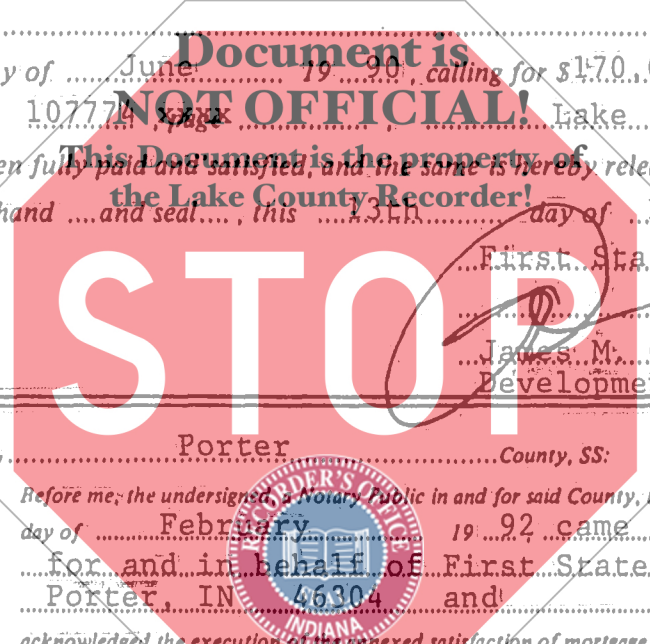 Document is
y of ..... June 19 90, calling for $170,
NOT OFFICIAL!
107774 xxxx page , Lake
This Document is the property of
en fully paid and satisfied, and the same is hereby rele
the Lake County Recorder!
hand ....and seal...., this ....13th day of
STOP
First Sta
James M.
Developme
Porter County, SS:
Before me, the undersigned, a Notary Public in and for said County,
day of February 19 92 came
for and in behalf of First State
Porter, IN 46304 and
RECORDER'S OFFICE
INDIANA
acknowledged the execution of the annexed satisfaction of mortgage